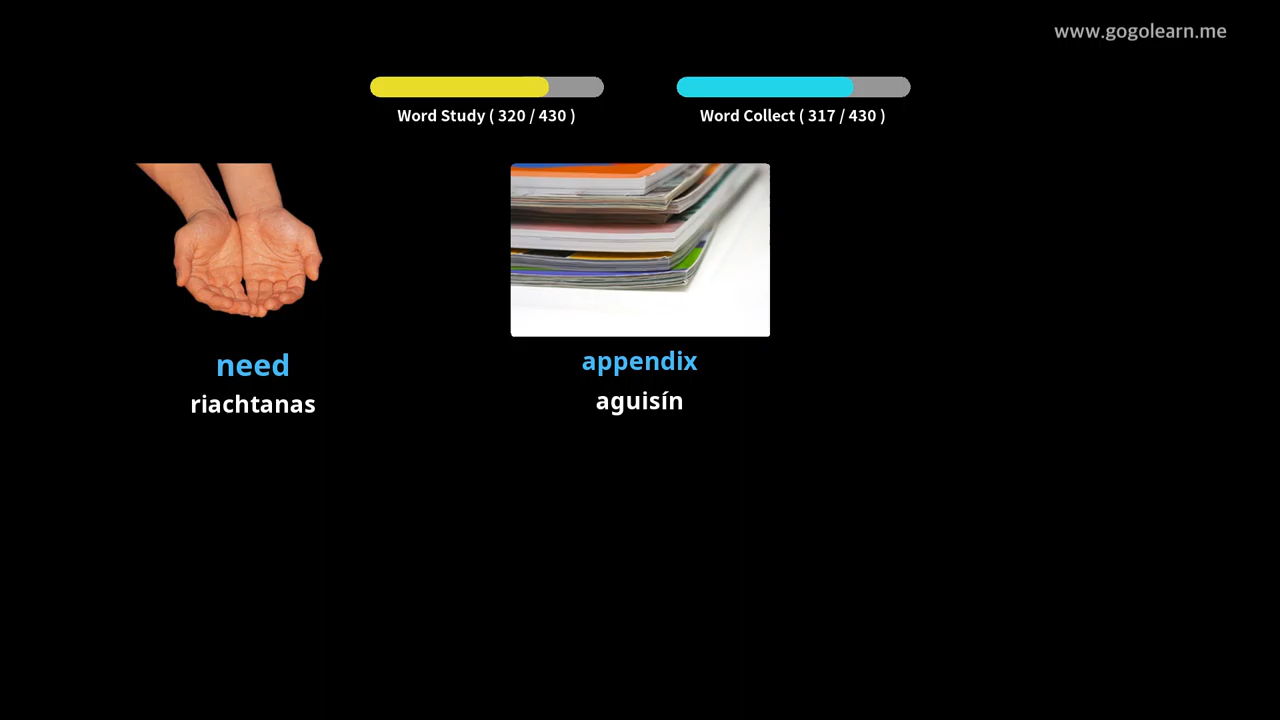 www.gogolearn.me
Word Study ( 320 / 430 )
Word Collect ( 317 / 430 )
need
riachtanas
appendix
aguisín